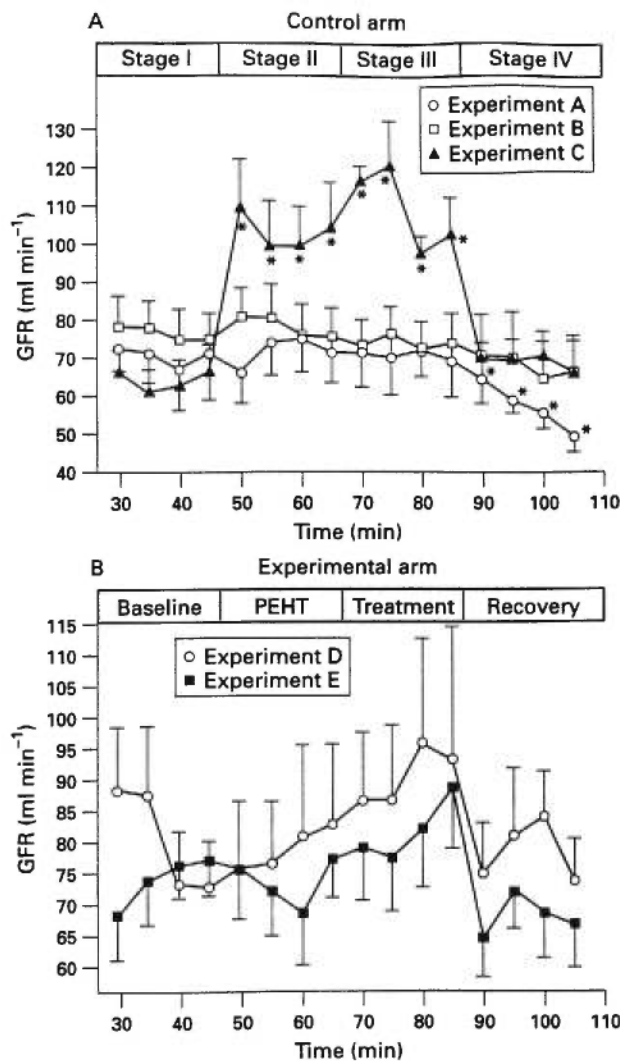 A
Control arm
Stage I Stage II Stage III Stage IV
Experiment A
Experiment B
Experiment C
130
120
110
100
90
80
70
60
50
40
GFR (ml min⁻¹)
* * * * * * * * * * * *
30 40 50 60 70 80 90 100 110
Time (min)
B
Experimental arm
Baseline PEHT Treatment Recovery
Experiment D
Experiment E
115
110
105
100
95
90
85
80
75
70
65
60
GFR (ml min⁻¹)
30 40 50 60 70 80 90 100 110
Time (min)